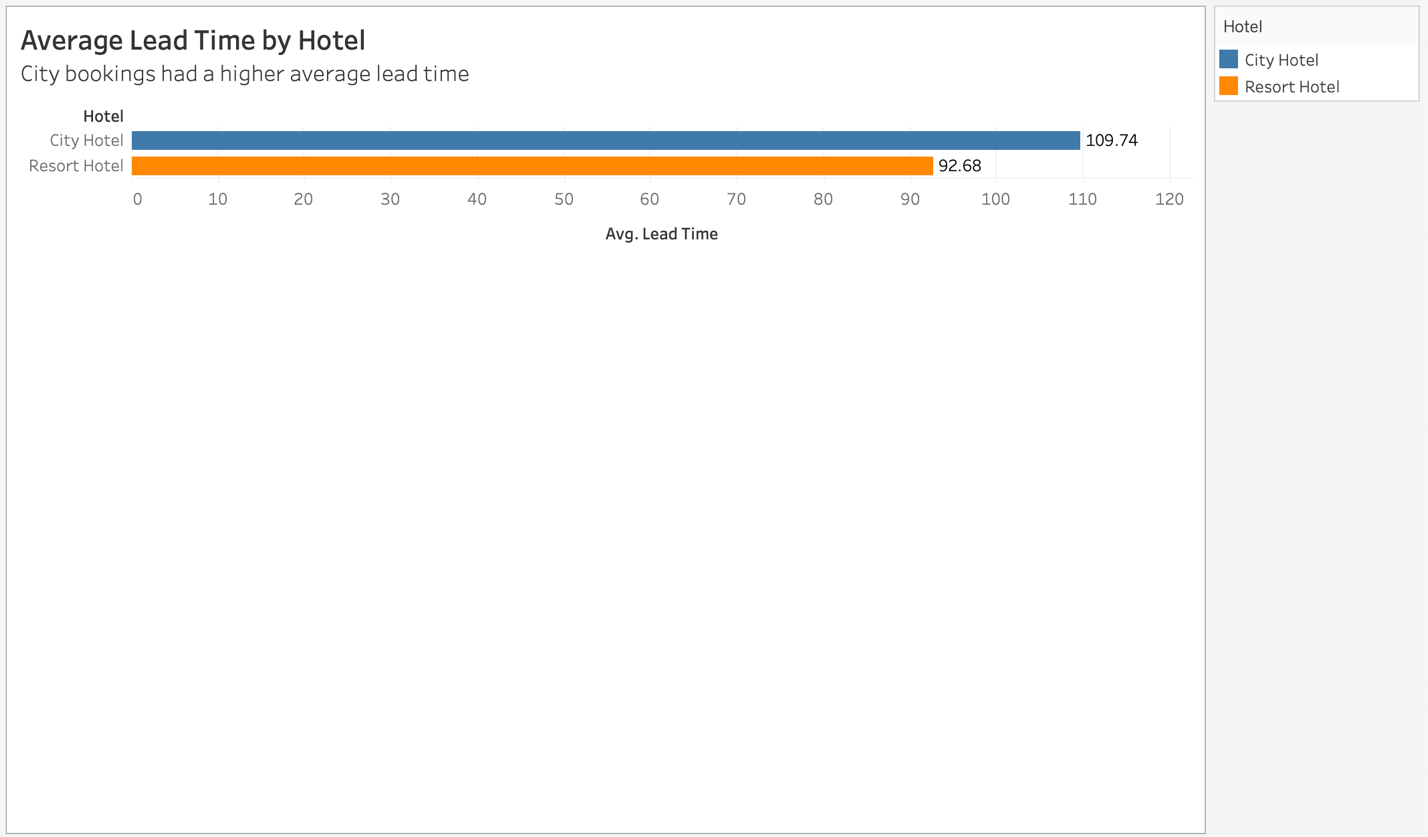 Average Lead Time by Hotel
City bookings had a higher average lead time
Hotel
City Hotel 109.74
Resort Hotel 92.68
0 10 20 30 40 50 60 70 80 90 100 110 120
Avg. Lead Time
Hotel
City Hotel
Resort Hotel